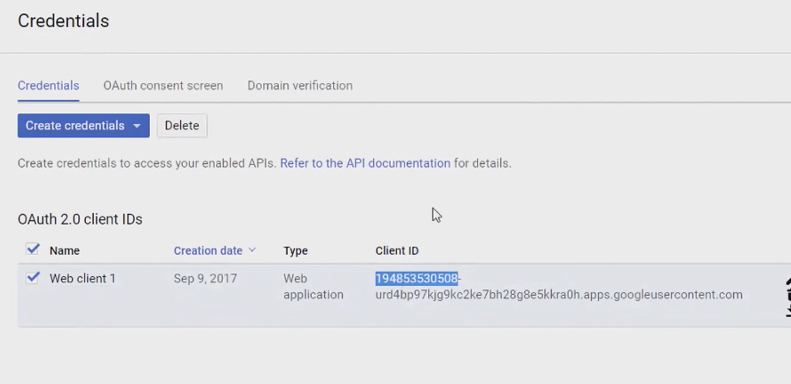 Credentials
Credentials OAuth consent screen Domain verification
Create credentials Delete
Create credentials to access your enabled APIs. Refer to the API documentation for details.
OAuth 2.0 client IDs
Name Creation date Type Client ID
Web client 1 Sep 9, 2017 Web 194853530508-
application urd4bp97kjg9kc2ke7bh28g8e5kkra0h.apps.googleusercontent.com